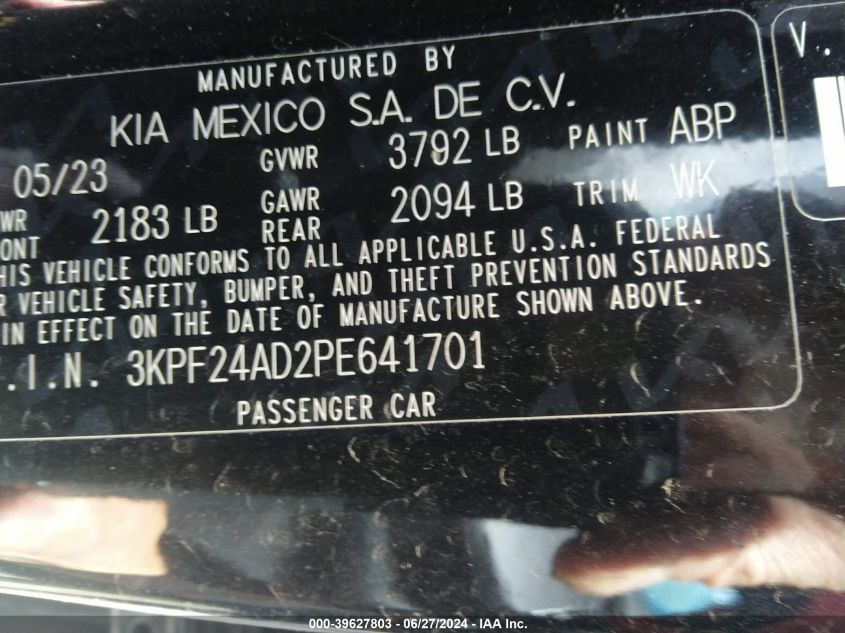 MANUFACTURED BY
KIA MEXICO S.A. DE C.V.
05/23 GVWR 3792 LB PAINT ABP
WR 2183 LB GAWR 2094 LB TRIM WK
ONT REAR
HIS VEHICLE CONFORMS TO ALL APPLICABLE U.S.A. FEDERAL
R VEHICLE SAFETY, BUMPER, AND THEFT PREVENTION STANDARDS
IN EFFECT ON THE DATE OF MANUFACTURE SHOWN ABOVE.
.I.N. 3KPF24AD2PE641701
PASSENGER CAR
V.
000-39627803 - 06/27/2024 - IAA Inc.